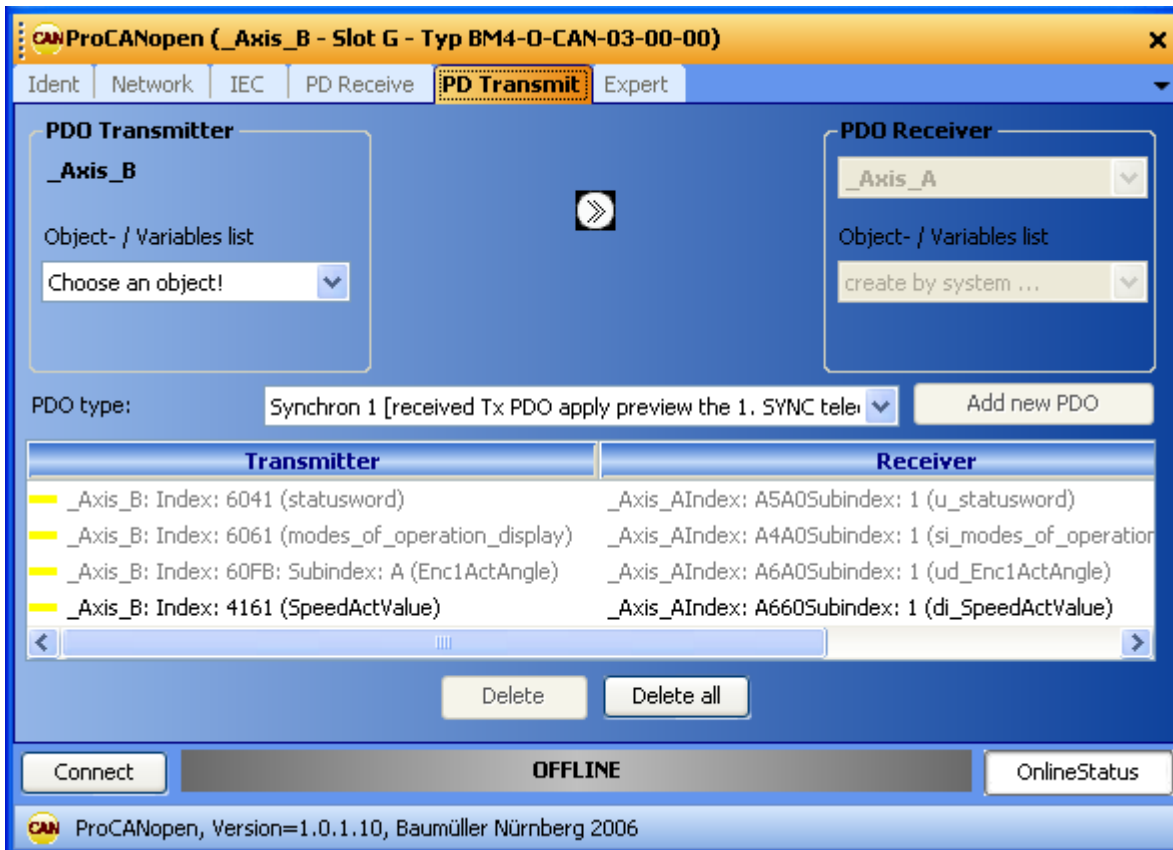 CAN ProCANopen (_Axis_B - Slot G - Typ BM4-O-CAN-03-00-00)
Ident Network IEC PD Receive PD Transmit Expert
PDO Transmitter
_Axis_B
Object- / Variables list
Choose an object!
PDO Receiver
_Axis_A
Object- / Variables list
create by system ...
PDO type: Synchron 1 [received Tx PDO apply preview the 1. SYNC Add new PDO
Transmitter Receiver
_Axis_B: Index: 6041 (statusword) _Axis_AIndex: A5A0Subindex: 1 (u_statusword)
_Axis_B: Index: 6061 (modes_of_operation_display) _Axis_AIndex: A4A0Subindex: 1 (si_modes_of_operation
_Axis_B: Index: 60FB: Subindex: A (Enc1ActAngle) _Axis_AIndex: A6A0Subindex: 1 (ud_Enc1ActAngle)
_Axis_B: Index: 4161 (SpeedActValue) _Axis_AIndex: A660Subindex: 1 (di_SpeedActValue)
Delete Delete all
Connect OFFLINE OnlineStatus
CAN ProCANopen, Version=1.0.1.10, Baumüller Nürnberg 2006